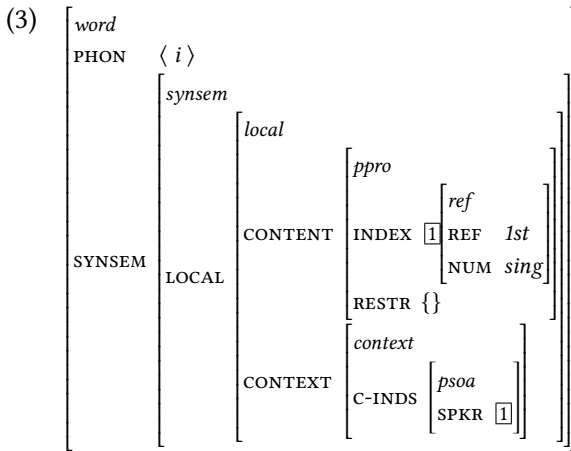 (3)
word
PHON ⟨ i ⟩
synsem
local
ppro
ref
CONTENT INDEX 1 REF 1st
NUM sing
SYNSEM LOCAL RESTR {}
context
CONTEXT C-INDS psoa
SPKR 1